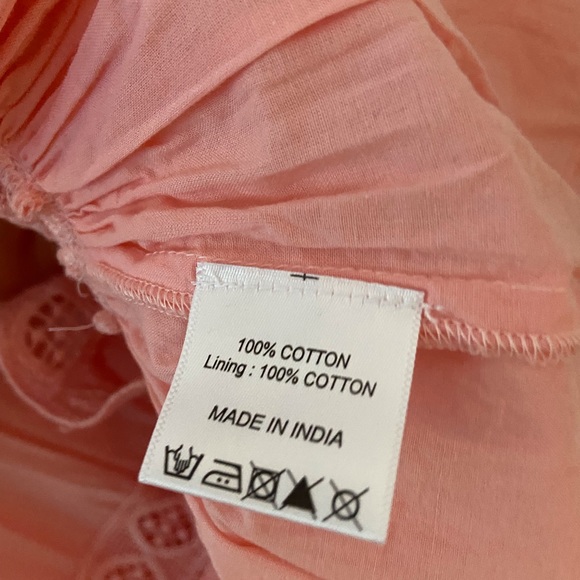 100% COTTON
Lining : 100% COTTON
MADE IN INDIA